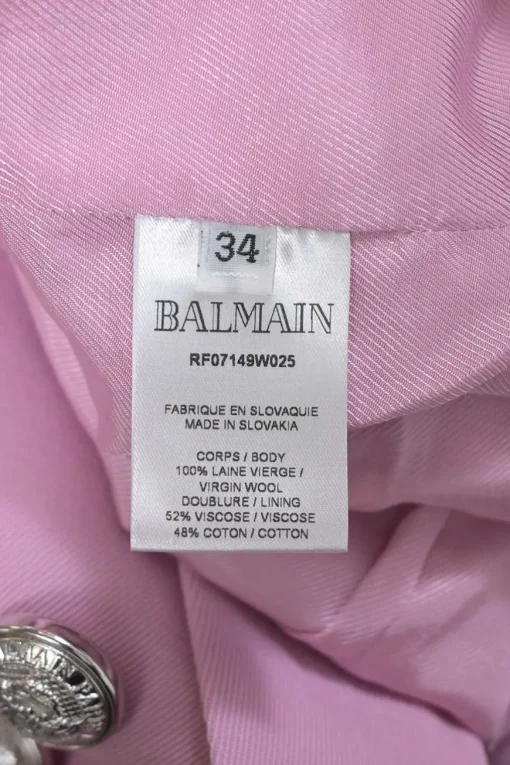 34
BALMAIN
RF07149W025
FABRIQUE EN SLOVAQUIE
MADE IN SLOVAKIA
CORPS / BODY
100% LAINE VIERGE /
VIRGIN WOOL
DOUBLURE / LINING
52% VISCOSE / VISCOSE
48% COTON / COTTON